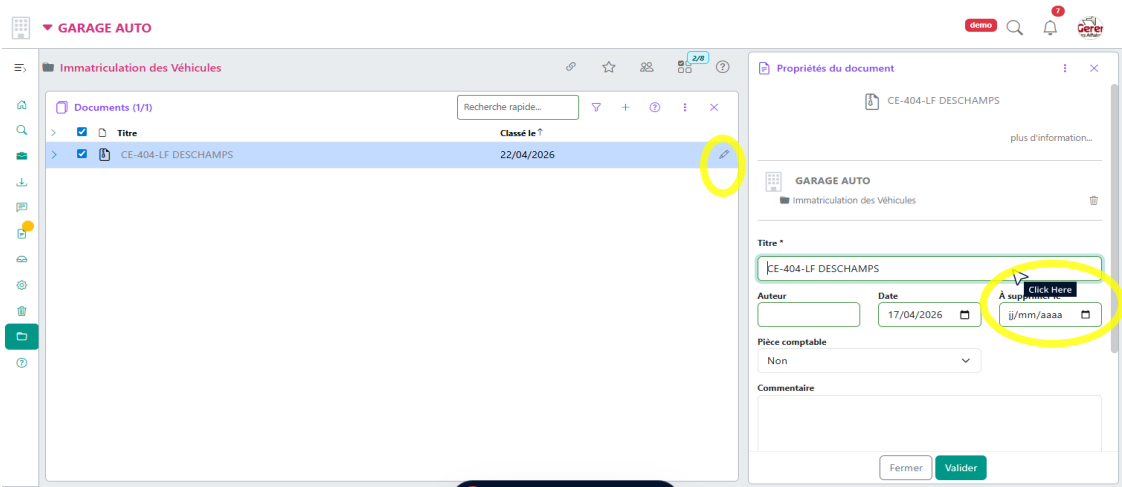 GARAGE AUTO
demo
7
Gerer
Immatriculation des Véhicules
2/8
Documents (1/1)
Recherche rapide...
Titre
Classé le
CE-404-LF DESCHAMPS
22/04/2026
Propriétés du document
CE-404-LF DESCHAMPS
plus d'information...
GARAGE AUTO
Immatriculation des Véhicules
Titre *
CE-404-LF DESCHAMPS
Click Here
Auteur
Date
À supprimer le
17/04/2026
jj/mm/aaaa
Pièce comptable
Non
Commentaire
Fermer
Valider